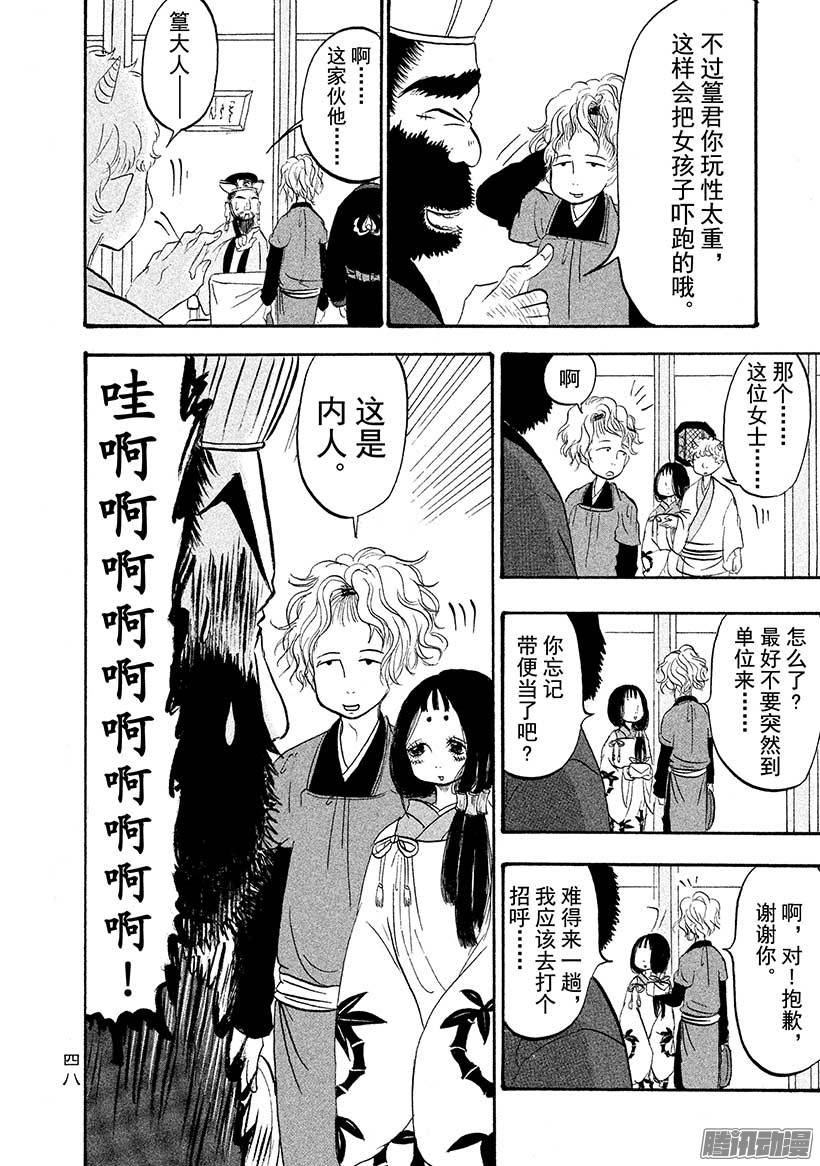 不过篁君你玩性太重，
这样会把女孩子吓跑的哦。
啊……
这家伙他……
篁大人——
那个……
这位女士……
啊
怎么了？
最好不要突然到
单位来……
你忘记
带便当了吧？
啊，对！抱歉，
谢谢你。
难得来一趟，
我应该去打个
招呼……
这是
内人。
哇啊啊啊啊啊啊啊啊啊啊！
四八
腾讯动漫